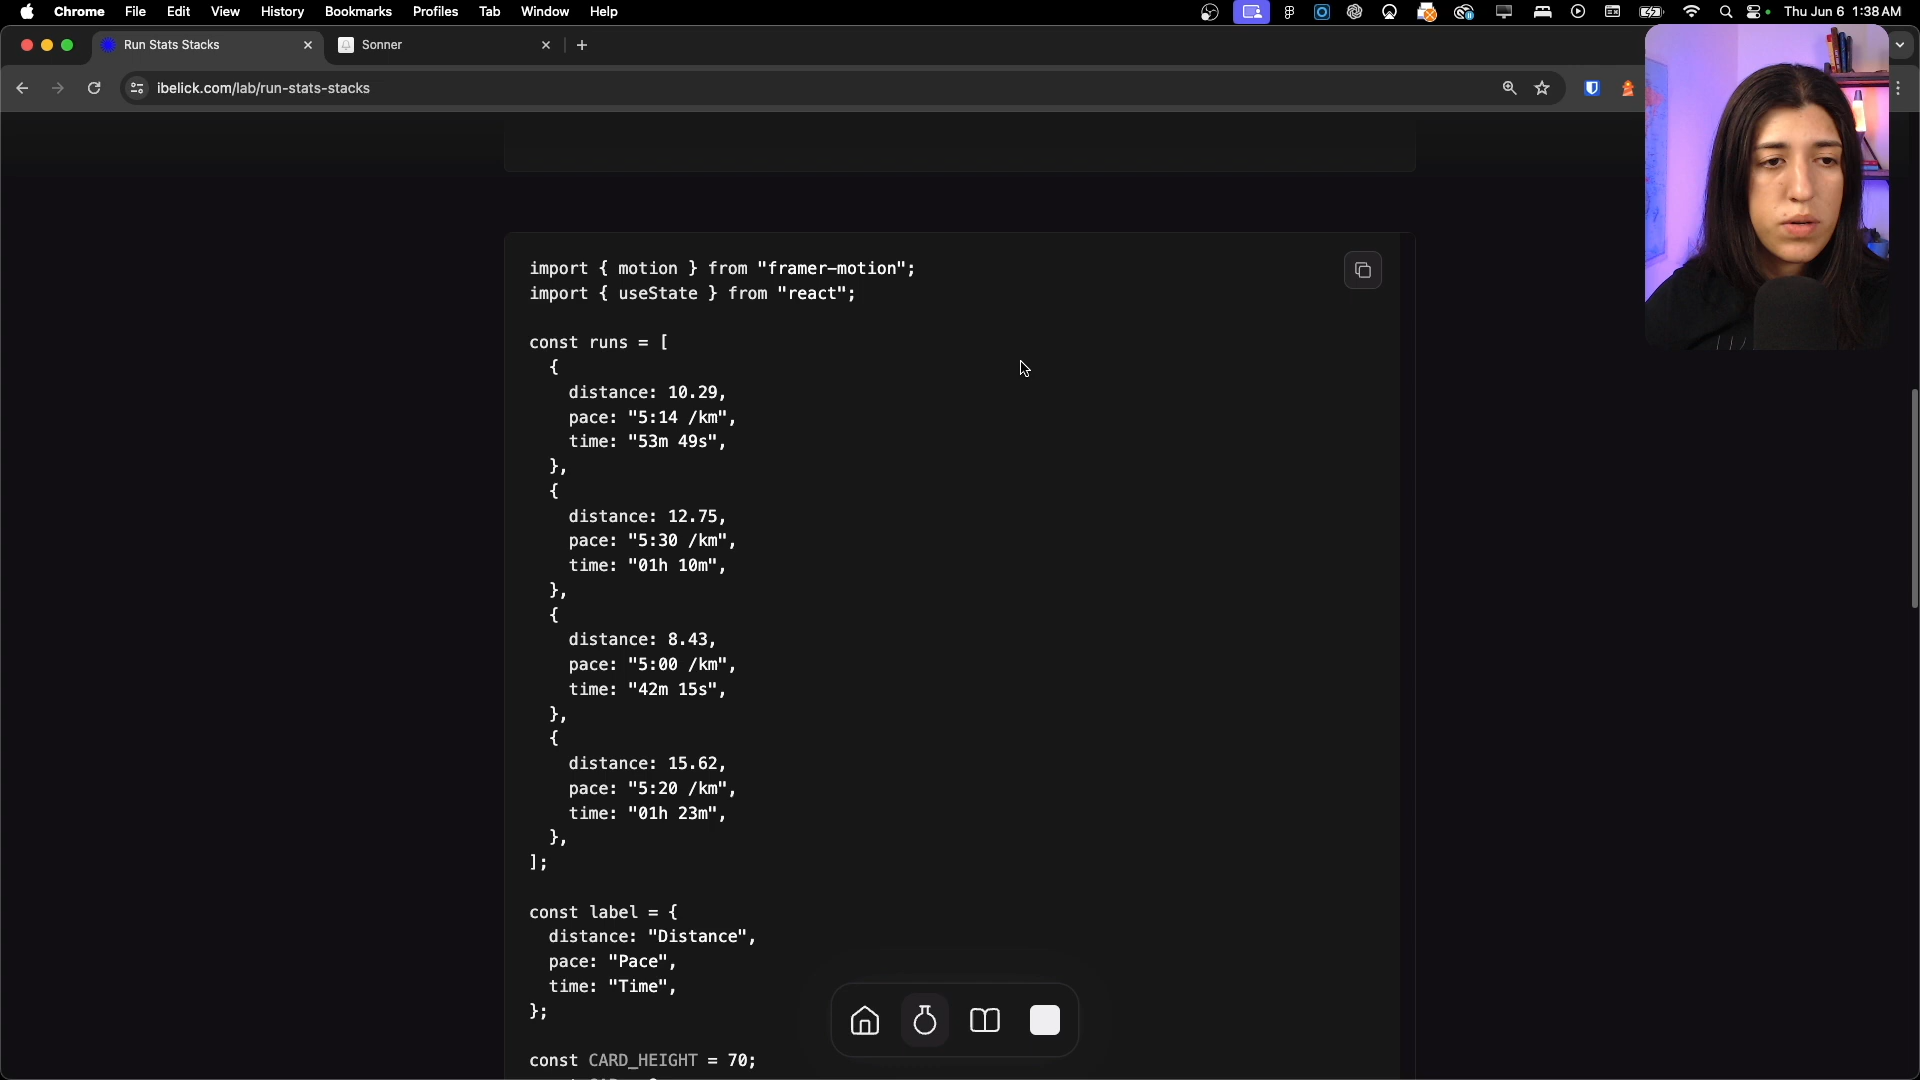 Chrome File Edit View History Bookmarks Profiles Tab Window Help Thu Jun 6 1:38 AM
Run Stats Stacks Sonner
ibelick.com/lab/run-stats-stacks
import { motion } from "framer-motion";
import { useState } from "react";
const runs = [
{
distance: 10.29,
pace: "5:14 /km",
time: "53m 49s",
},
{
distance: 12.75,
pace: "5:30 /km",
time: "01h 10m",
},
{
distance: 8.43,
pace: "5:00 /km",
time: "42m 15s",
},
{
distance: 15.62,
pace: "5:20 /km",
time: "01h 23m",
},
];
const label = {
distance: "Distance",
pace: "Pace",
time: "Time",
};
const CARD_HEIGHT = 70;